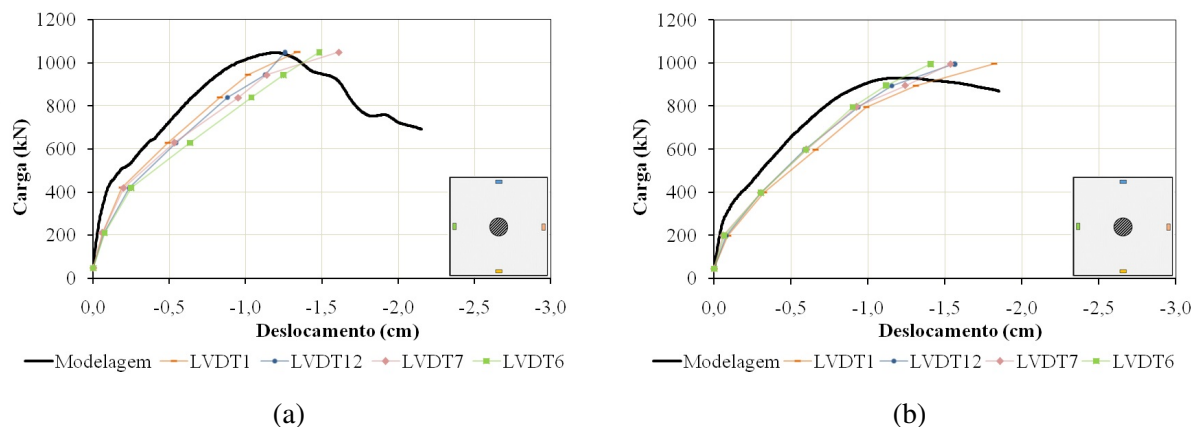 1200
1000
800
600
400
200
0
Carga (kN)
0,0 -0,5 -1,0 -1,5 -2,0 -2,5 -3,0
Deslocamento (cm)
Modelagem LVDT1 LVDT12 LVDT7 LVDT6
(a)
1200
1000
800
600
400
200
0
Carga (kN)
0,0 -0,5 -1,0 -1,5 -2,0 -2,5 -3,0
Deslocamento (cm)
Modelagem LVDT1 LVDT12 LVDT7 LVDT6
(b)